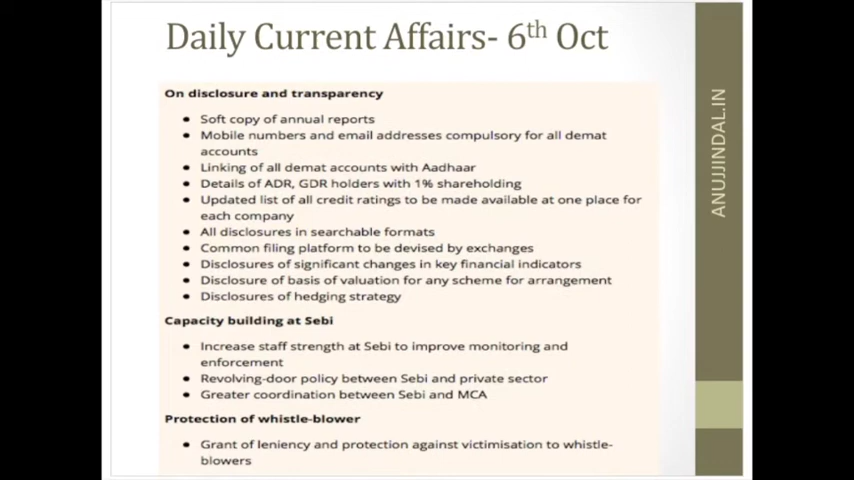 Daily Current Affairs- 6th Oct
On disclosure and transparency
• Soft copy of annual reports
• Mobile numbers and email addresses compulsory for all demat
accounts
• Linking of all demat accounts with Aadhaar
• Details of ADR, GDR holders with 1% shareholding
• Updated list of all credit ratings to be made available at one place for
each company
• All disclosures in searchable formats
• Common filing platform to be devised by exchanges
• Disclosures of significant changes in key financial indicators
• Disclosure of basis of valuation for any scheme for arrangement
• Disclosures of hedging strategy
Capacity building at Sebi
• Increase staff strength at Sebi to improve monitoring and
enforcement
• Revolving-door policy between Sebi and private sector
• Greater coordination between Sebi and MCA
Protection of whistle-blower
• Grant of leniency and protection against victimisation to whistle-
blowers
ANUJJINDAL.IN